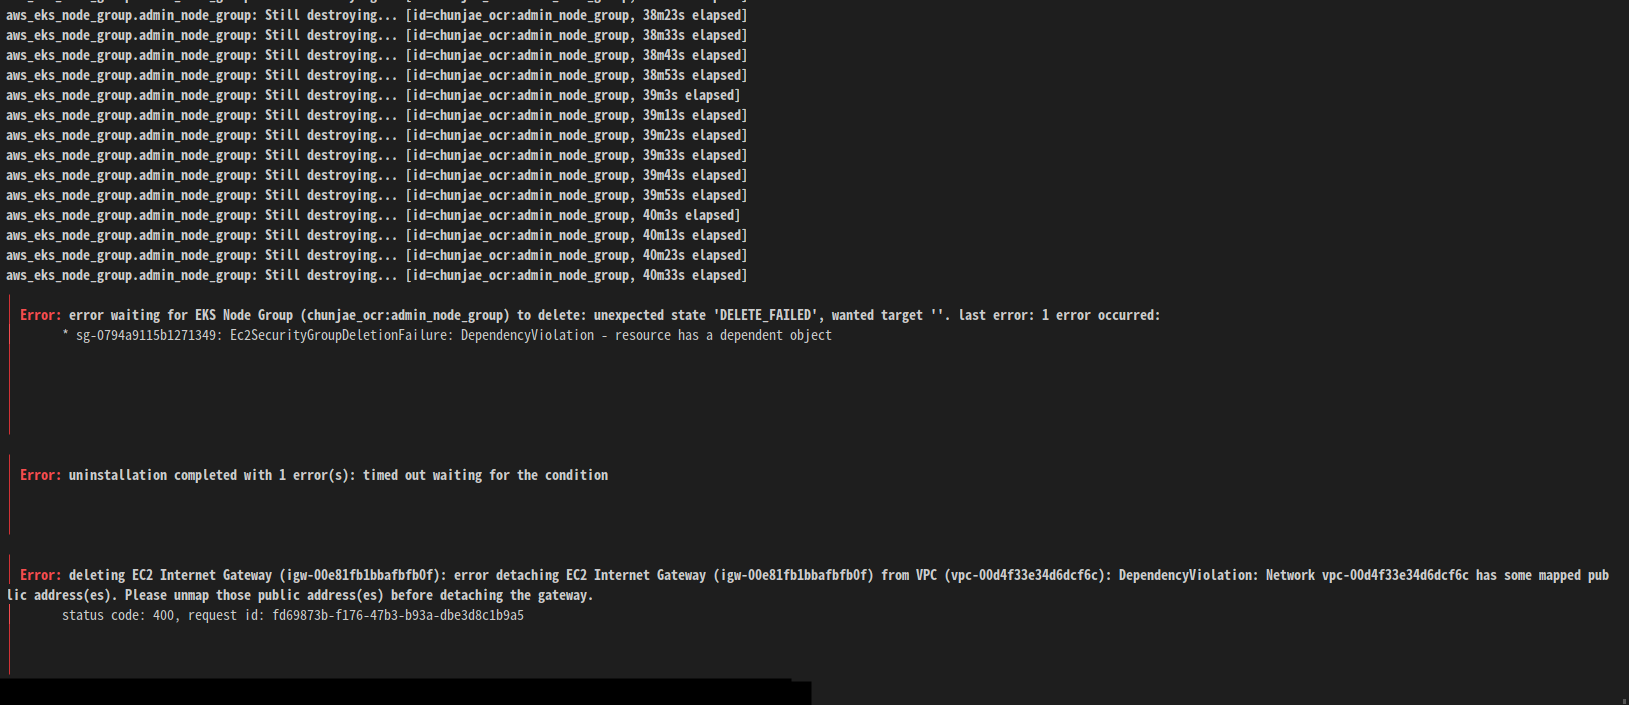 aws_eks_node_group.admin_node_group: Still destroying... [id=chunjae_ocr:admin_node_group, 38m23s elapsed]
aws_eks_node_group.admin_node_group: Still destroying... [id=chunjae_ocr:admin_node_group, 38m33s elapsed]
aws_eks_node_group.admin_node_group: Still destroying... [id=chunjae_ocr:admin_node_group, 38m43s elapsed]
aws_eks_node_group.admin_node_group: Still destroying... [id=chunjae_ocr:admin_node_group, 38m53s elapsed]
aws_eks_node_group.admin_node_group: Still destroying... [id=chunjae_ocr:admin_node_group, 39m3s elapsed]
aws_eks_node_group.admin_node_group: Still destroying... [id=chunjae_ocr:admin_node_group, 39m13s elapsed]
aws_eks_node_group.admin_node_group: Still destroying... [id=chunjae_ocr:admin_node_group, 39m23s elapsed]
aws_eks_node_group.admin_node_group: Still destroying... [id=chunjae_ocr:admin_node_group, 39m33s elapsed]
aws_eks_node_group.admin_node_group: Still destroying... [id=chunjae_ocr:admin_node_group, 39m43s elapsed]
aws_eks_node_group.admin_node_group: Still destroying... [id=chunjae_ocr:admin_node_group, 39m53s elapsed]
aws_eks_node_group.admin_node_group: Still destroying... [id=chunjae_ocr:admin_node_group, 40m3s elapsed]
aws_eks_node_group.admin_node_group: Still destroying... [id=chunjae_ocr:admin_node_group, 40m13s elapsed]
aws_eks_node_group.admin_node_group: Still destroying... [id=chunjae_ocr:admin_node_group, 40m23s elapsed]
aws_eks_node_group.admin_node_group: Still destroying... [id=chunjae_ocr:admin_node_group, 40m33s elapsed]
Error: error waiting for EKS Node Group (chunjae_ocr:admin_node_group) to delete: unexpected state 'DELETE_FAILED', wanted target ''. last error: 1 error occurred:
* sg-0794a9115b1271349: Ec2SecurityGroupDeletionFailure: DependencyViolation - resource has a dependent object
Error: uninstallation completed with 1 error(s): timed out waiting for the condition
Error: deleting EC2 Internet Gateway (igw-00e81fb1bbafbfb0f): error detaching EC2 Internet Gateway (igw-00e81fb1bbafbfb0f) from VPC (vpc-00d4f33e34d6dcf6c): DependencyViolation: Network vpc-00d4f33e34d6dcf6c has some mapped pub
lic address(es). Please unmap those public address(es) before detaching the gateway.
status code: 400, request id: fd69873b-f176-47b3-b93a-dbe3d8c1b9a5